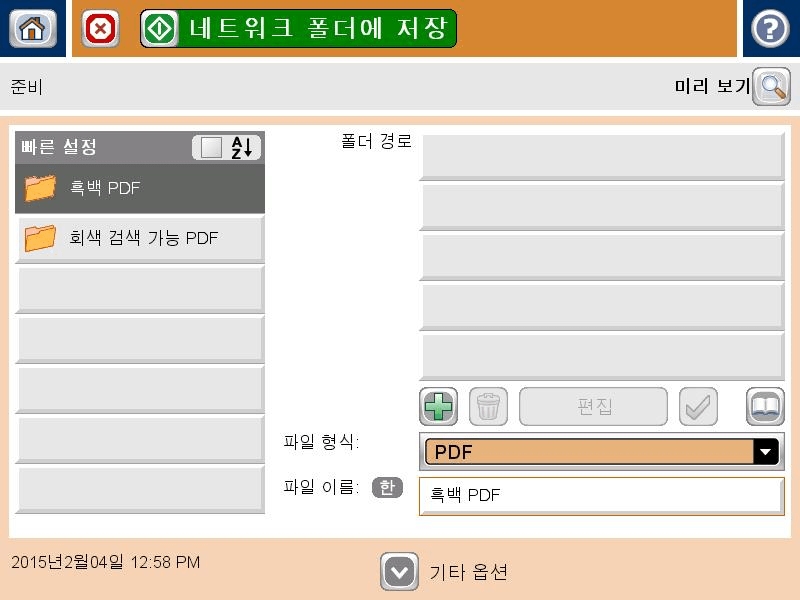 네트워크 폴더에 저장
?
준비
미리 보기
빠른 설정
A
Z
흑백 PDF
회색 검색 가능 PDF
폴더 경로
편집
파일 형식:
PDF
파일 이름: 한
흑백 PDF
2015년2월04일 12:58 PM
기타 옵션